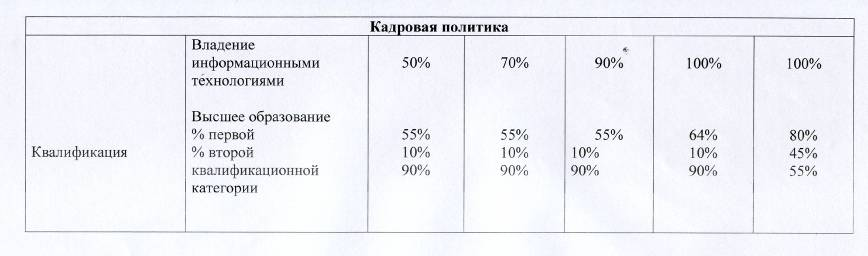 Кадровая политика
Владение
информационными 50% 70% 90% 100% 100%
технологиями
Высшее образование
% первой 55% 55% 55% 64% 80%
Квалификация % второй 10% 10% 10% 10% 45%
квалификационной 90% 90% 90% 90% 55%
категории